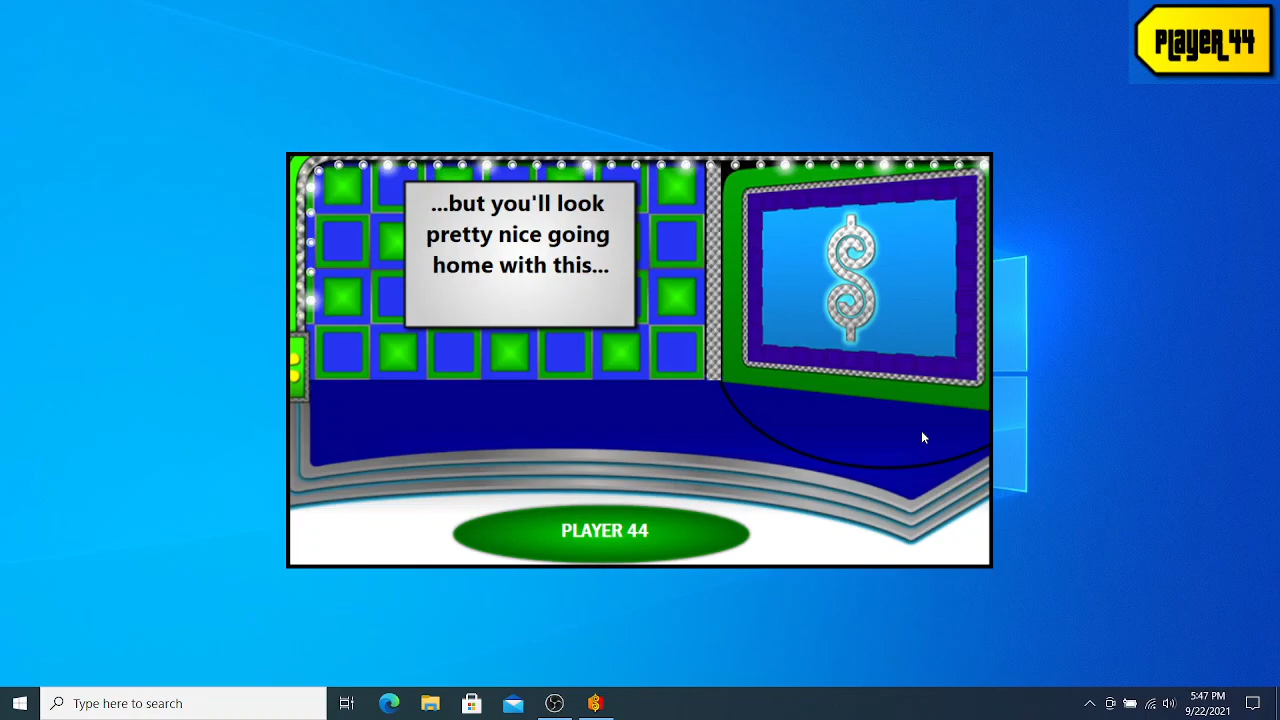 PLAYER 44
...but you'll look
pretty nice going
home with this...
PLAYER 44
Type here to search
5:47 PM
9/22/2021